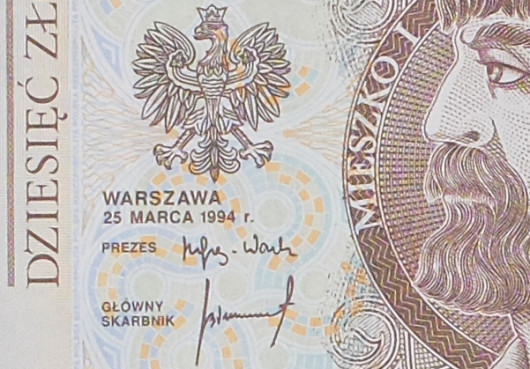 DZIESIĘĆ ZŁ
MIESZKO I
WARSZAWA
25 MARCA 1994 r.
PREZES
GŁÓWNY
SKARBNIK